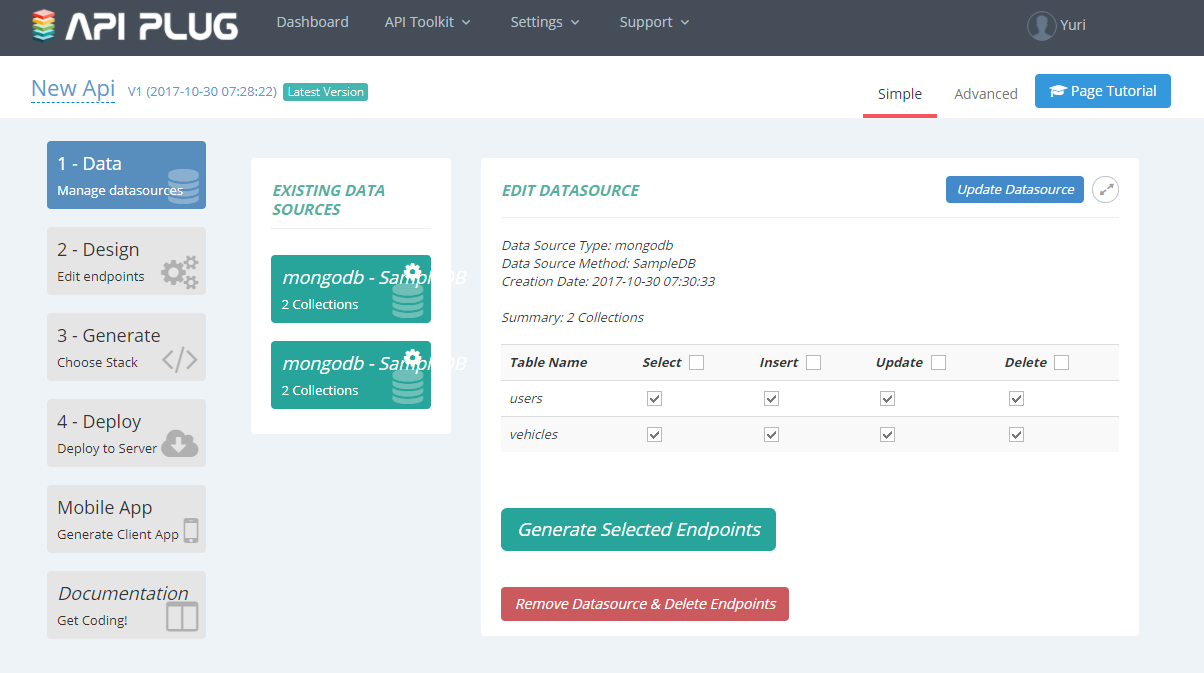 API PLUG
Dashboard
API Toolkit
Settings
Support
Yuri
New Api
V1 (2017-10-30 07:28:22)
Latest Version
Simple
Advanced
Page Tutorial
1 - Data
Manage datasources
2 - Design
Edit endpoints
3 - Generate
Choose Stack
4 - Deploy
Deploy to Server
Mobile App
Generate Client App
Documentation
Get Coding!
EXISTING DATA
SOURCES
mongodb - SampleDB
2 Collections
mongodb - SampleDB
2 Collections
EDIT DATASOURCE
Update Datasource
Data Source Type: mongodb
Data Source Method: SampleDB
Creation Date: 2017-10-30 07:30:33
Summary: 2 Collections
Table Name Select Insert Update Delete
users
vehicles
Generate Selected Endpoints
Remove Datasource & Delete Endpoints